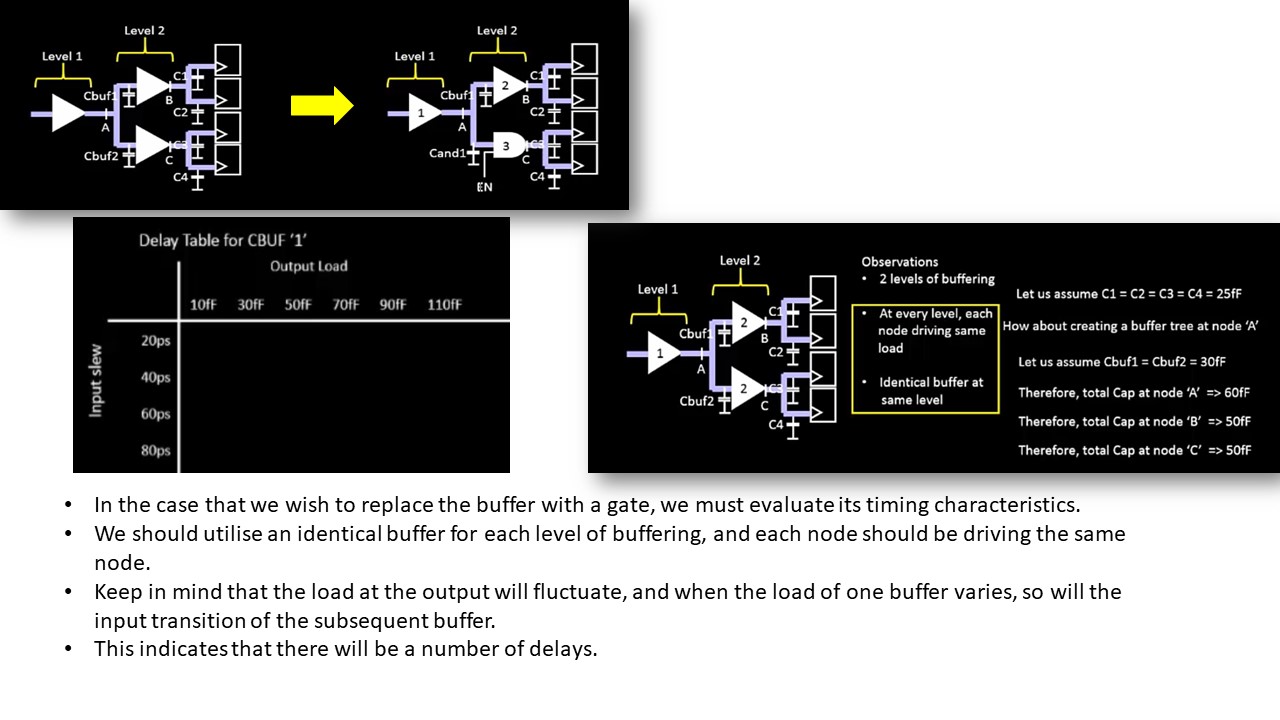 Level 2
Level 1
Cbuf1
C1
B
C2
A
Cbuf2
C3
C
C4
Level 2
Level 1
Cbuf1
2
C1
B
C2
1
A
Cand1
3
C3
C
C4
EN
Delay Table for CBUF '1'
Output Load
10fF 30fF 50fF 70fF 90fF 110fF
Input slew
20ps
40ps
60ps
80ps
Level 2
Level 1
Cbuf1
2
C1
B
C2
1
A
Cbuf2
2
C3
C
C4
Observations
• 2 levels of buffering
• At every level, each
node driving same
load
• Identical buffer at
same level
Let us assume C1 = C2 = C3 = C4 = 25fF
How about creating a buffer tree at node 'A'
Let us assume Cbuf1 = Cbuf2 = 30fF
Therefore, total Cap at node 'A' => 60fF
Therefore, total Cap at node 'B' => 50fF
Therefore, total Cap at node 'C' => 50fF
• In the case that we wish to replace the buffer with a gate, we must evaluate its timing characteristics.
• We should utilise an identical buffer for each level of buffering, and each node should be driving the same
node.
• Keep in mind that the load at the output will fluctuate, and when the load of one buffer varies, so will the
input transition of the subsequent buffer.
• This indicates that there will be a number of delays.